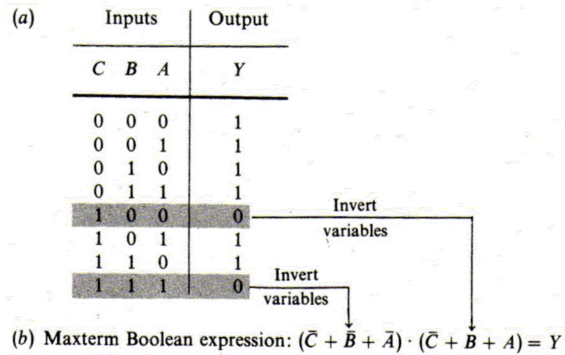 (a) Inputs Output
C B A Y
0 0 0 1
0 0 1 1
0 1 0 1
0 1 1 1
1 0 0 0
Invert
variables
1 0 1 1
1 1 0 1
1 1 1 0
Invert
variables
(b) Maxterm Boolean expression: (C̄ + B̄ + Ā) · (C̄ + B + A) = Y